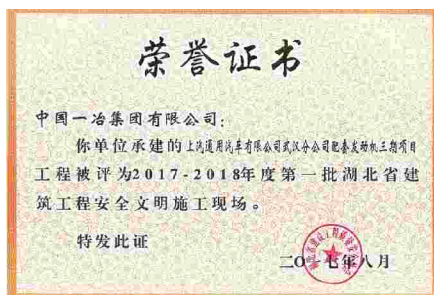 荣誉证书
中国一冶集团有限公司：
你单位承建的上汽通用汽车有限公司武汉分公司配套发动机三期项目
工程被评为2017-2018年度第一批湖北省建
筑工程安全文明施工现场。
特发此证
二〇一七年八月